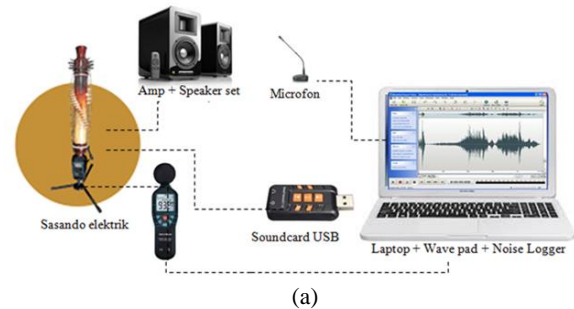 Amp + Speaker set
Microfon
Sasando elektrik
Soundcard USB
Laptop + Wave pad + Noise Logger
(a)